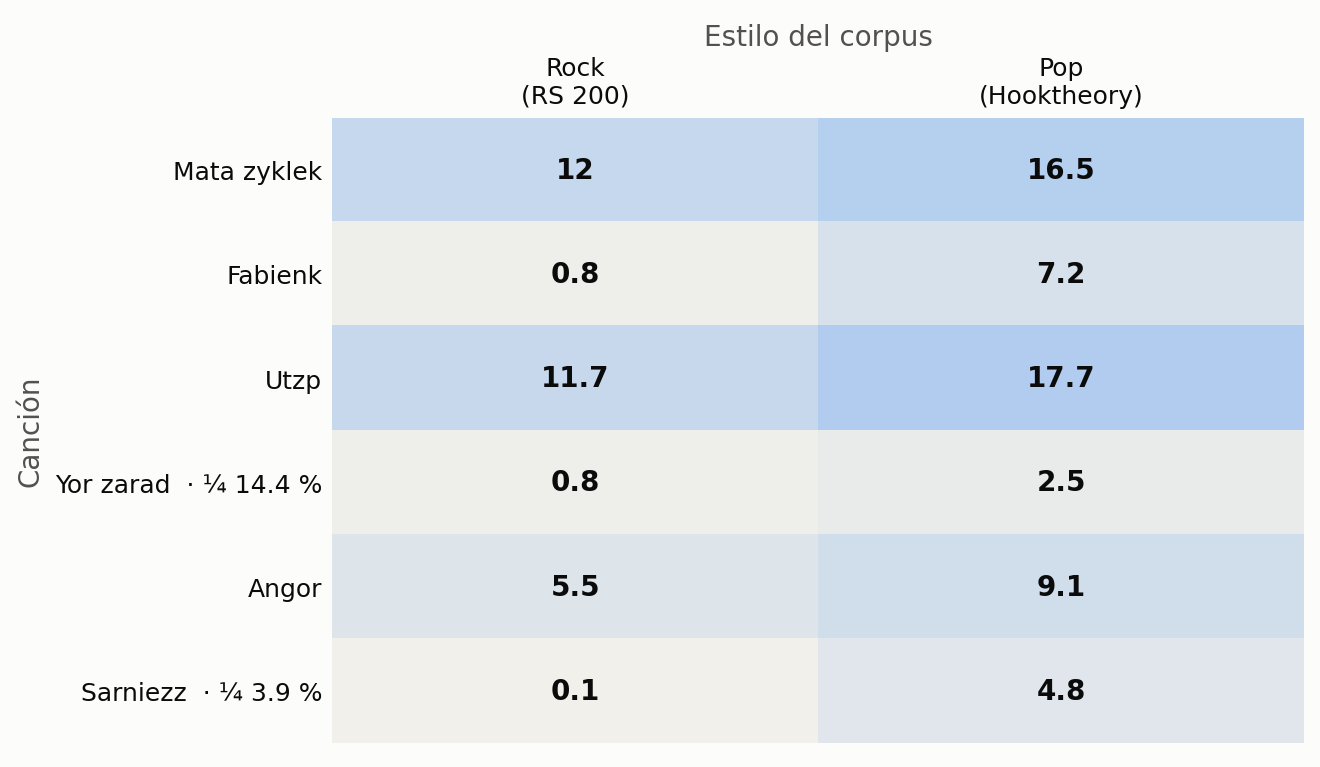 Estilo del corpus
Rock Pop
(RS 200) (Hooktheory)
Mata zyklek 12 16.5
Fabienk 0.8 7.2
Utzp 11.7 17.7
Canción
Yor zarad · ¼ 14.4 % 0.8 2.5
Angor 5.5 9.1
Sarniezz · ¼ 3.9 % 0.1 4.8